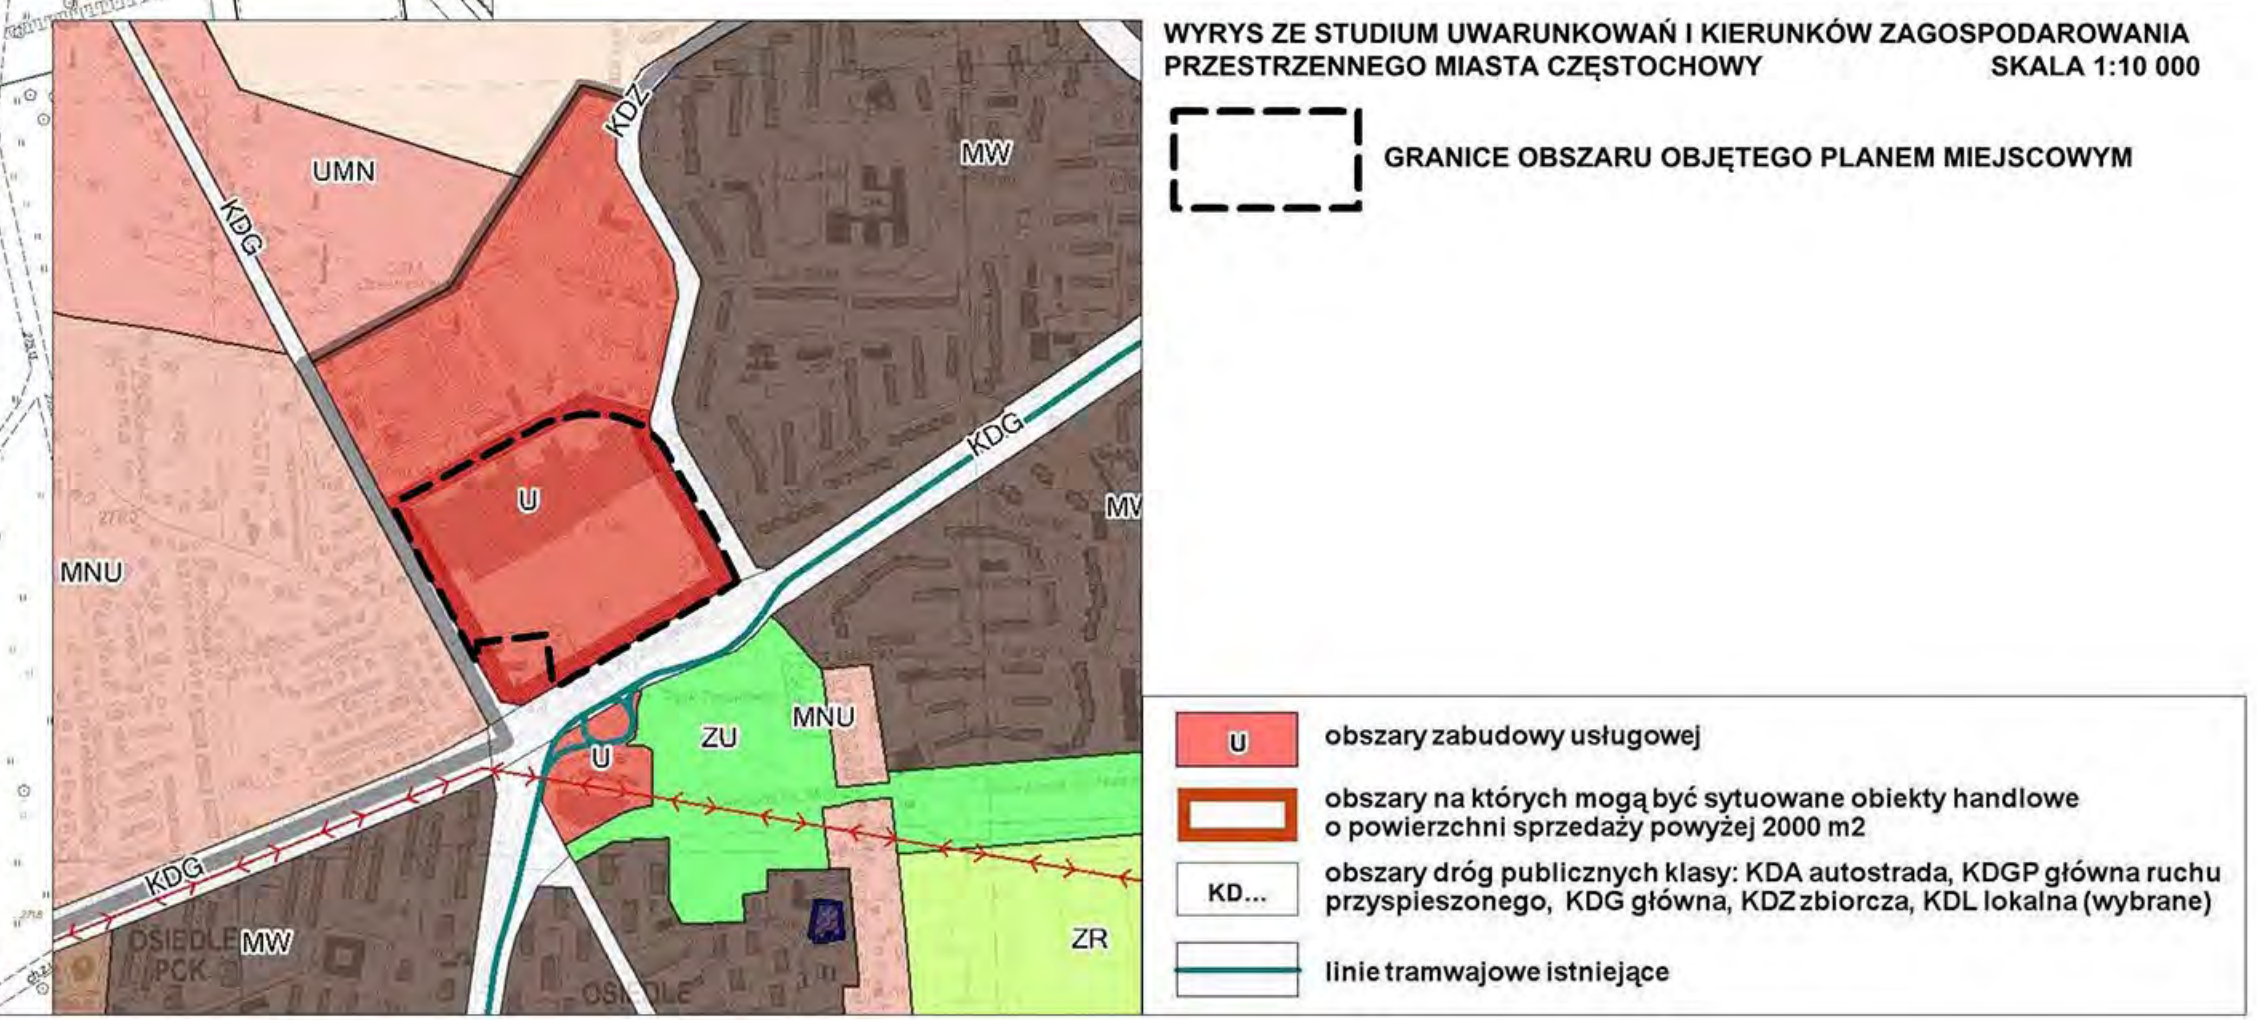 WYRYS ZE STUDIUM UWARUNKOWAŃ I KIERUNKÓW ZAGOSPODAROWANIA
PRZESTRZENNEGO MIASTA CZĘSTOCHOWY SKALA 1:10 000
GRANICE OBSZARU OBJĘTEGO PLANEM MIEJSCOWYM
KDZ
MW
UMN
KDG
KDG
U
MNU
MNU
ZU
U
KDG
MW
OSIEDLE
PCK
OSIEDLE
ZR
U
obszary zabudowy usługowej
obszary na których mogą być sytuowane obiekty handlowe
o powierzchni sprzedaży powyżej 2000 m2
KD...
obszary dróg publicznych klasy: KDA autostrada, KDGP główna ruchu
przyspieszonego, KDG główna, KDZ zbiorcza, KDL lokalna (wybrane)
linie tramwajowe istniejące